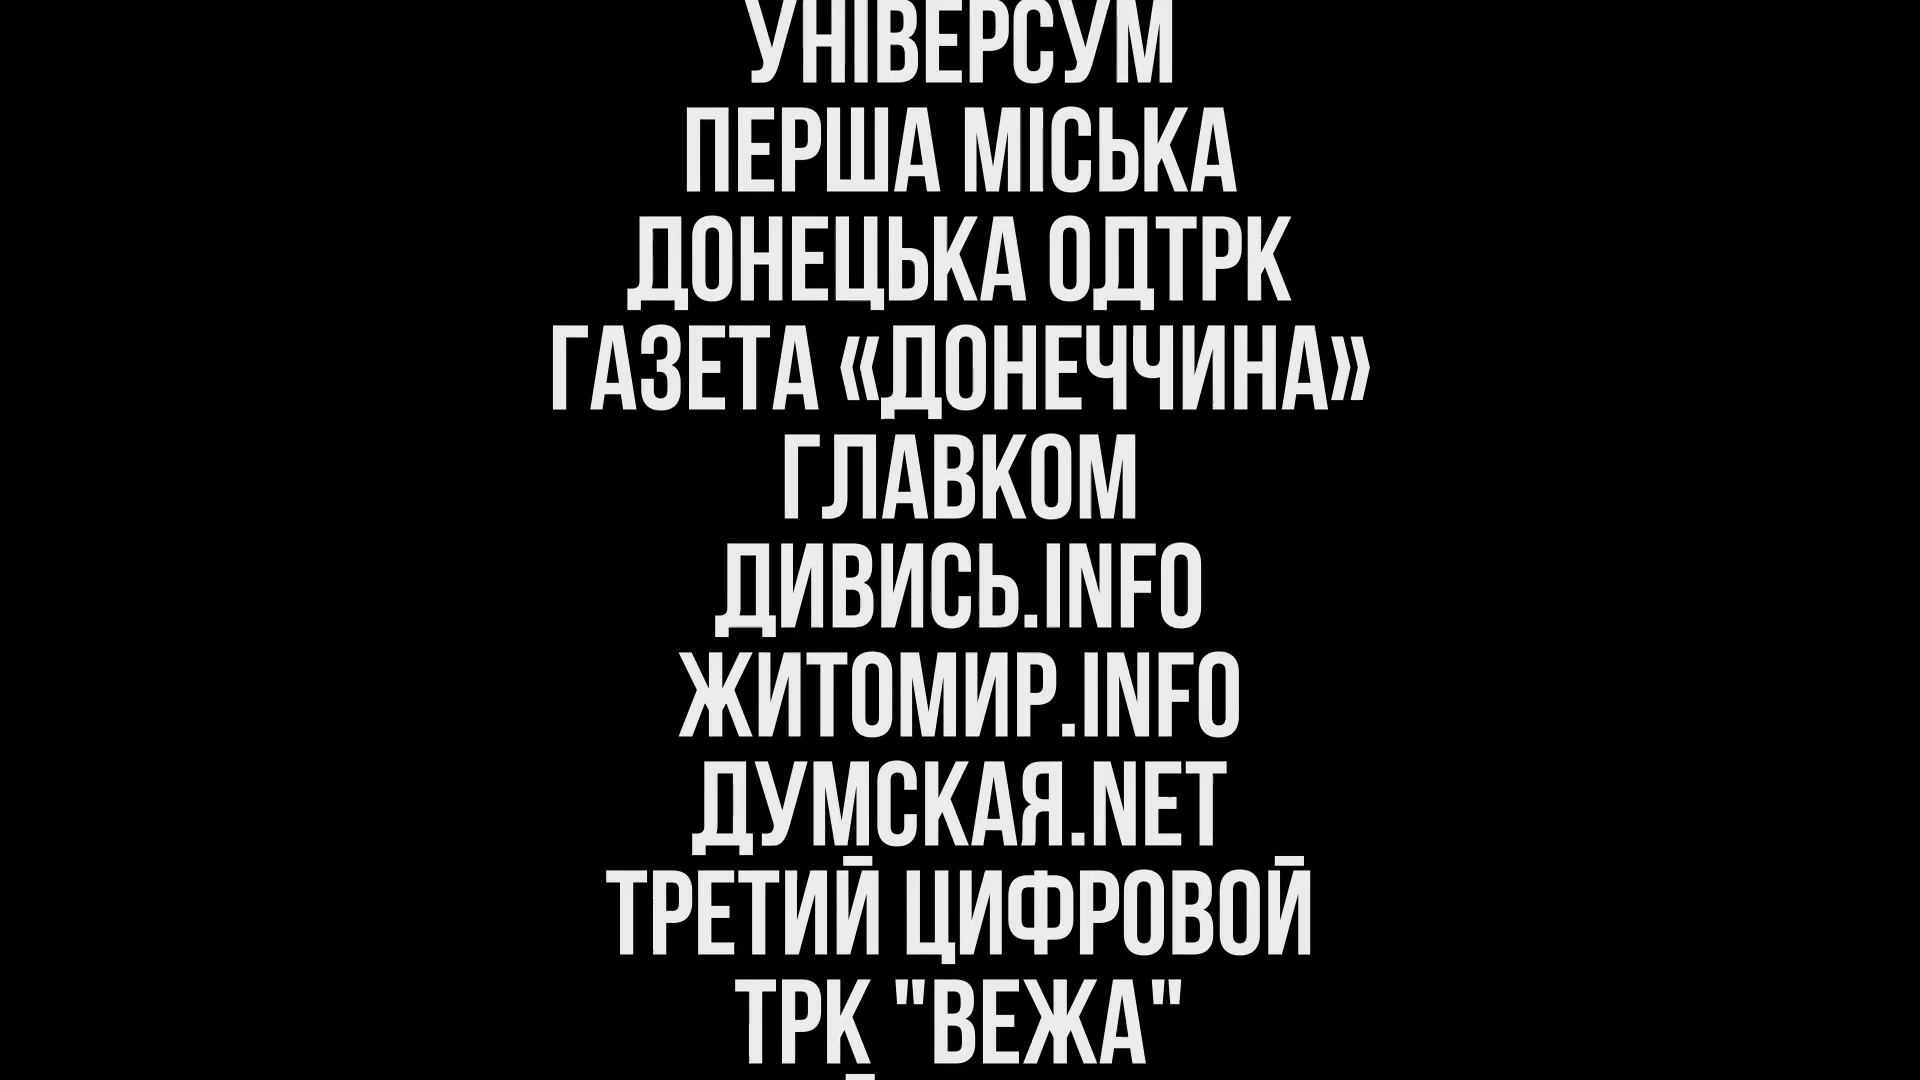 УНІВЕРСУМ
ПЕРША МІСЬКА
ДОНЕЦЬКА ОДТРК
ГАЗЕТА «ДОНЕЧЧИНА»
ГЛАВКОМ
ДИВИСЬ.INFO
ЖИТОМИР.INFO
ДУМСКАЯ.NET
ТРЕТИЙ ЦИФРОВОЙ
ТРК "ВЕЖА"